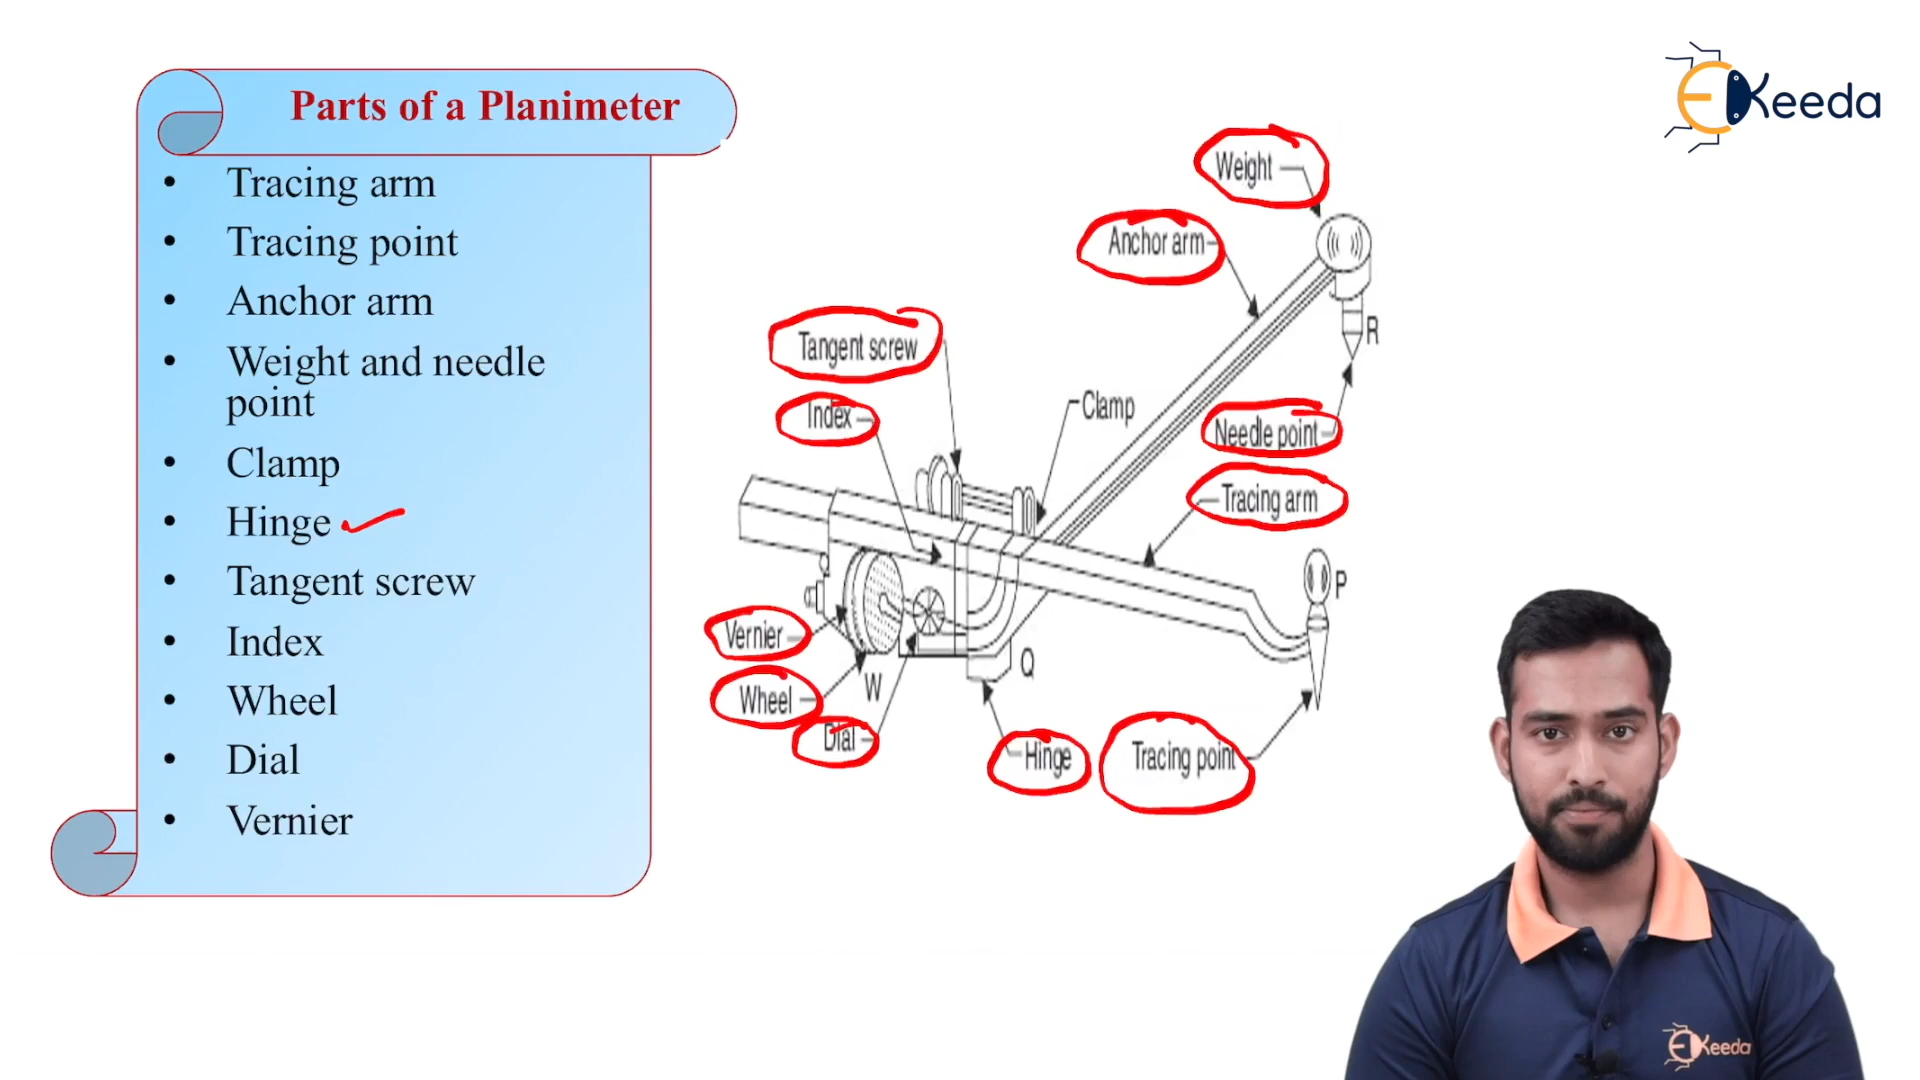 Parts of a Planimeter
• Tracing arm
• Tracing point
• Anchor arm
• Weight and needle
point
• Clamp
• Hinge
• Tangent screw
• Index
• Wheel
• Dial
• Vernier
Weight
Anchor arm
Tangent screw
R
Index
Clamp
Needle point
Tracing arm
P
Vernier
Q
W
Wheel
Dial
Hinge
Tracing point
EKeeda
EKeeda